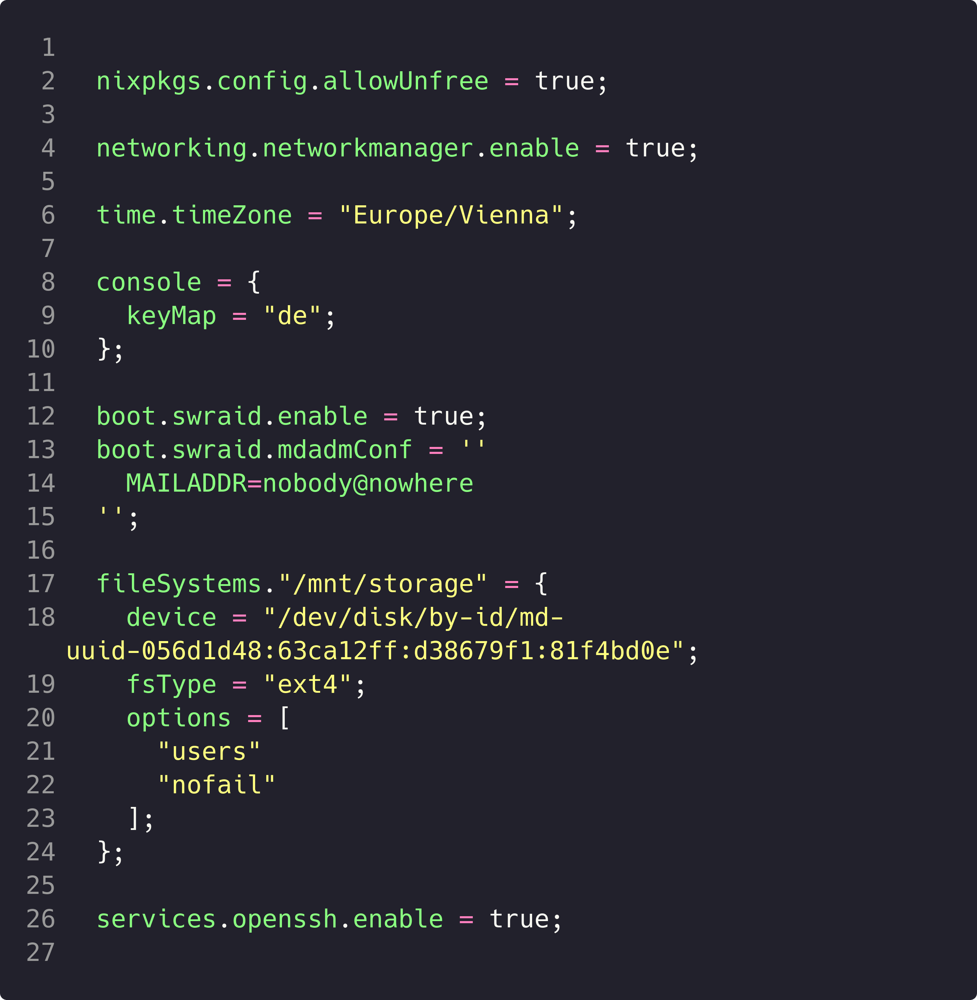 1
2 nixpkgs.config.allowUnfree = true;
3
4 networking.networkmanager.enable = true;
5
6 time.timeZone = "Europe/Vienna";
7
8 console = {
9 keyMap = "de";
10 };
11
12 boot.swraid.enable = true;
13 boot.swraid.mdadmConf = ''
14 MAILADDR=nobody@nowhere
15 '';
16
17 fileSystems."/mnt/storage" = {
18 device = "/dev/disk/by-id/md-
uuid-056d1d48:63ca12ff:d38679f1:81f4bd0e";
19 fsType = "ext4";
20 options = [
21 "users"
22 "nofail"
23 ];
24 };
25
26 services.openssh.enable = true;
27